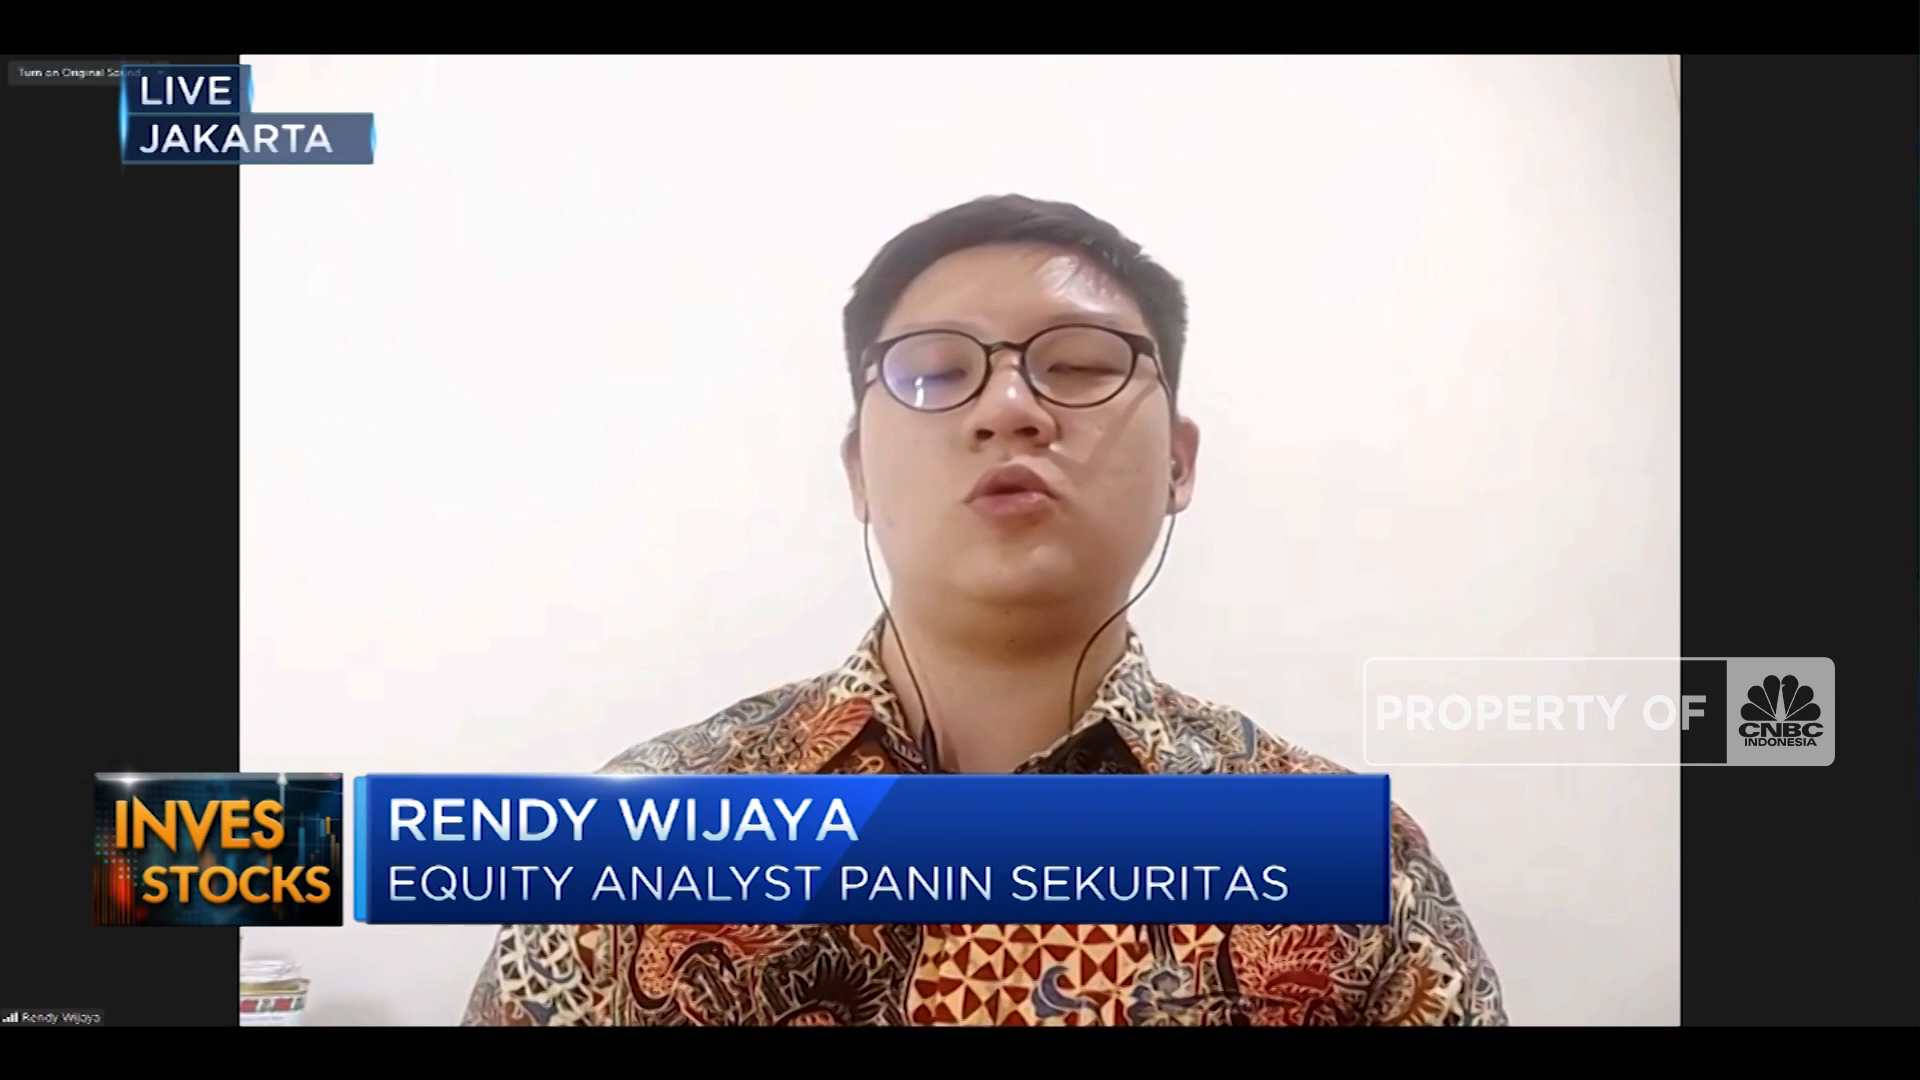 Turn on Original Sound
LIVE
JAKARTA
PROPERTY OF
CNBC
INDONESIA
INVES
STOCKS
RENDY WIJAYA
EQUITY ANALYST PANIN SEKURITAS
Rendy Wijaya